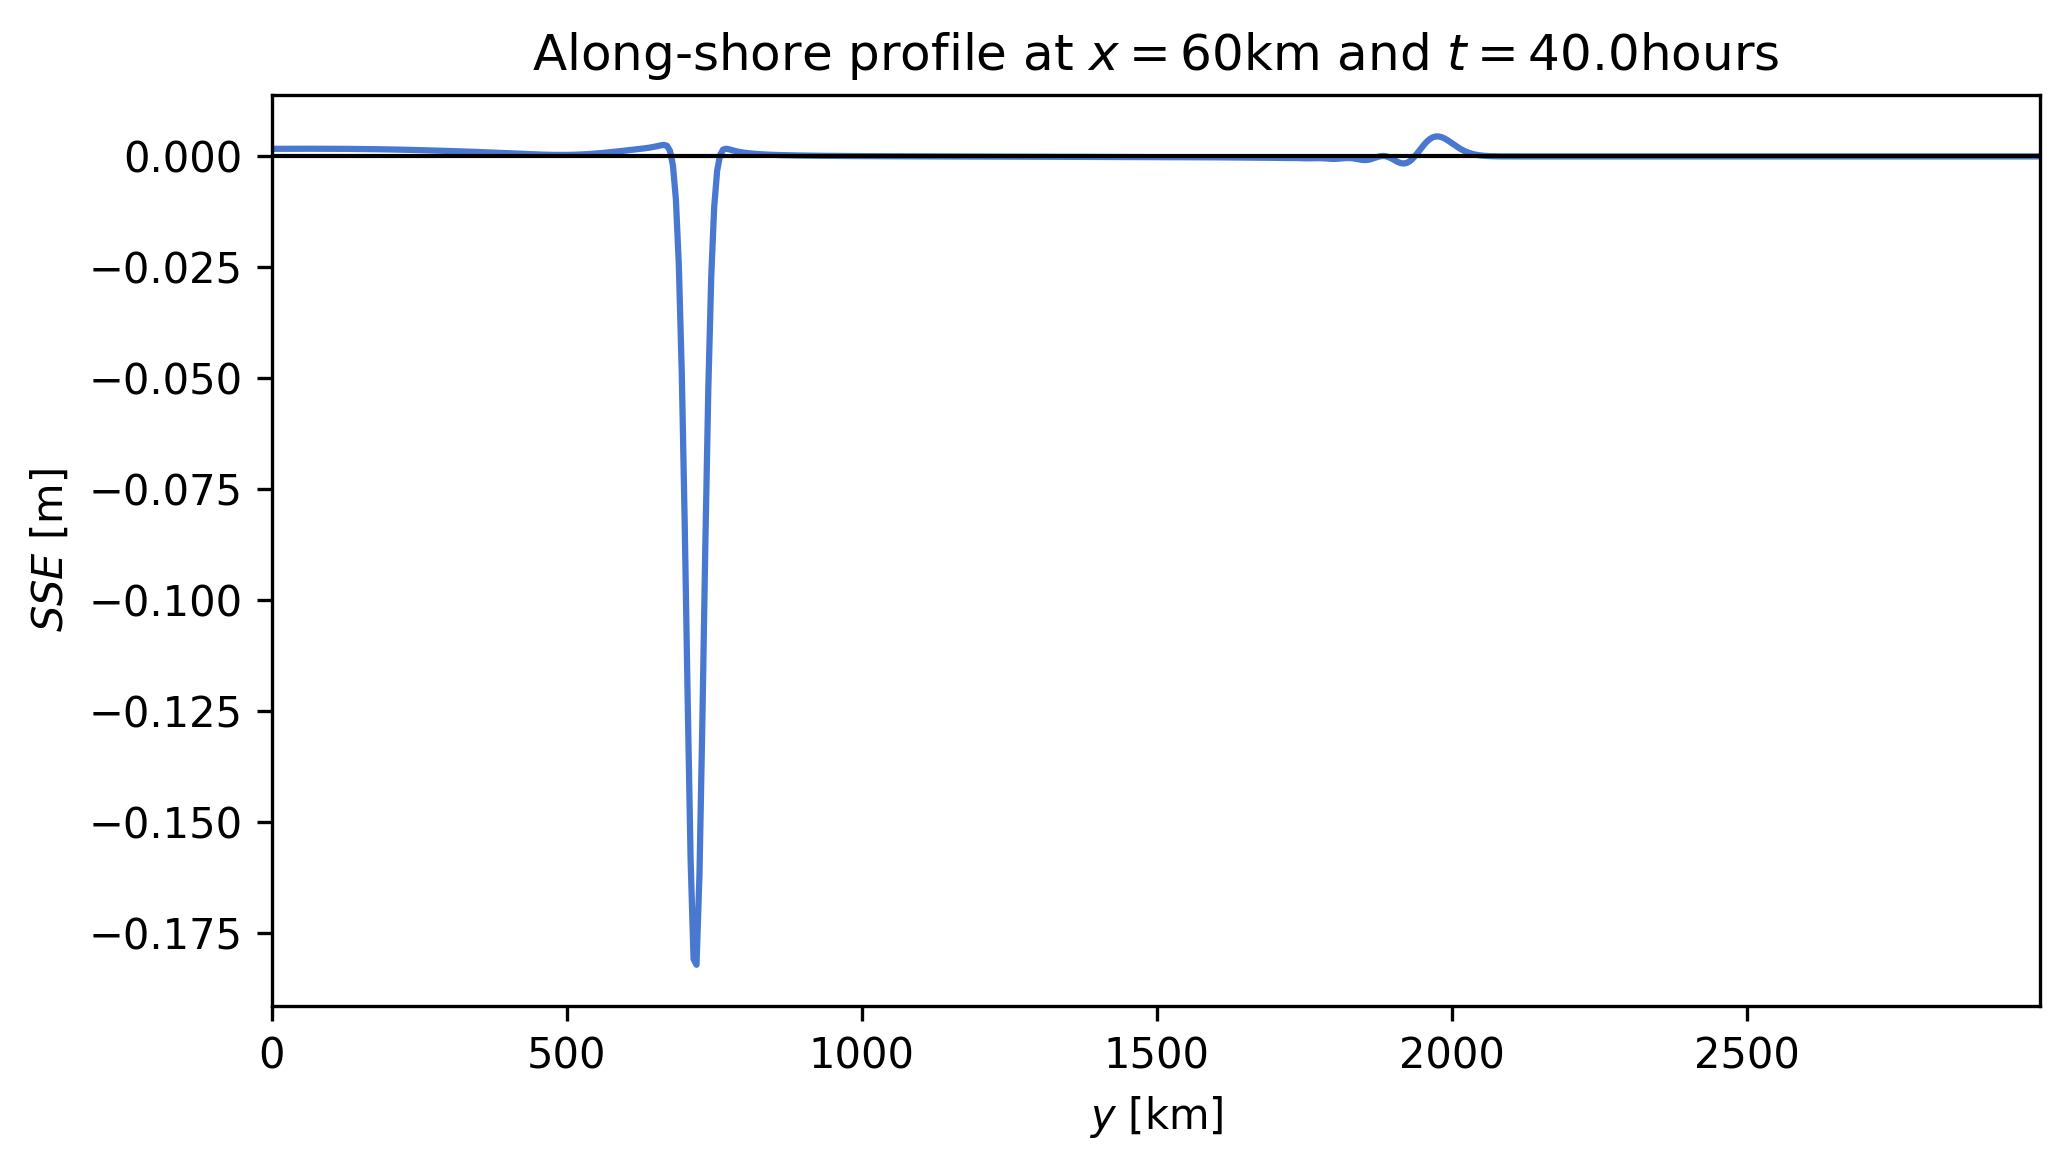 Along-shore profile at x = 60km and t = 40.0hours
SSE [m]
0.000
−0.025
−0.050
−0.075
−0.100
−0.125
−0.150
−0.175
0 500 1000 1500 2000 2500
y [km]